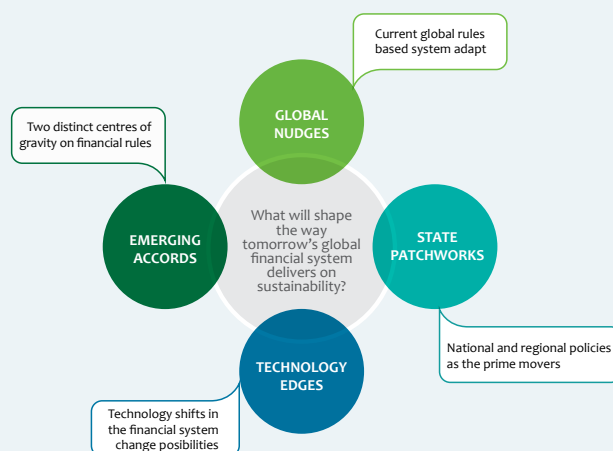 Current global rules
based system adapt
GLOBAL
NUDGES
Two distinct centres of
gravity on financial rules
EMERGING
ACCORDS
What will shape
the way
tomorrow's global
financial system
delivers on
sustainability?
STATE
PATCHWORKS
National and regional policies
as the prime movers
TECHNOLOGY
EDGES
Technology shifts in
the financial system
change posibilities